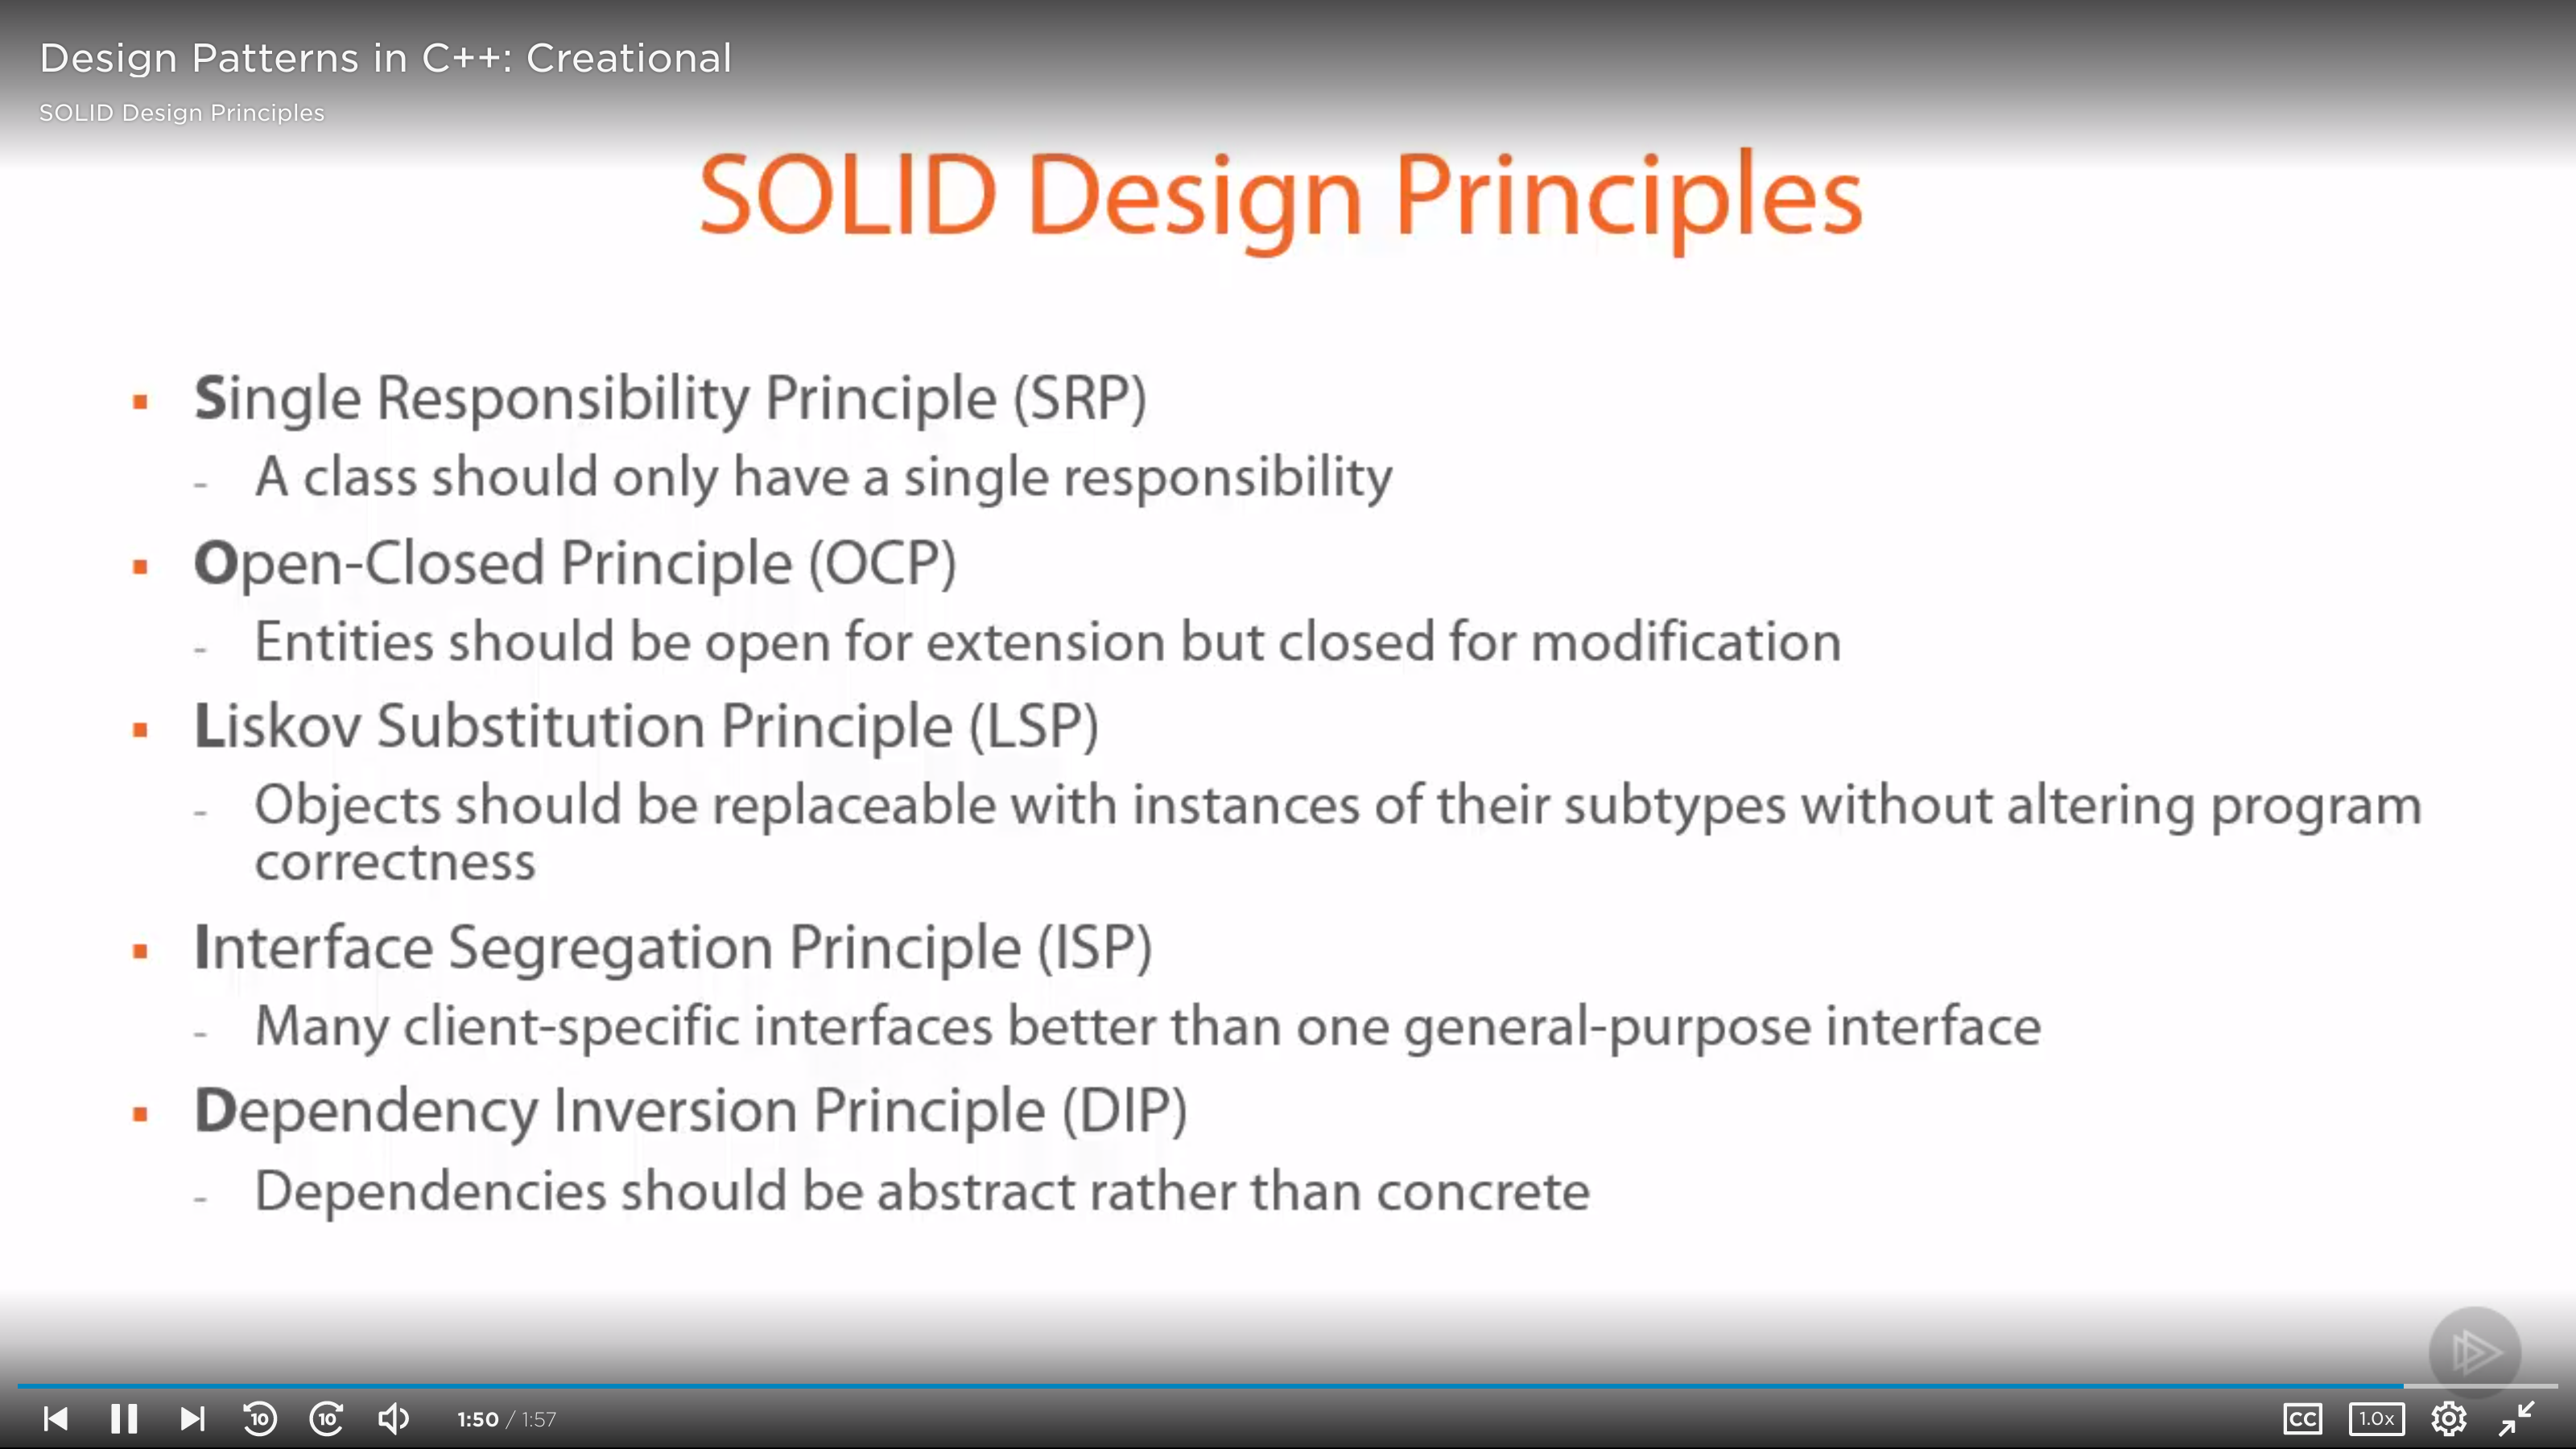 Design Patterns in C++: Creational
SOLID Design Principles
SOLID Design Principles
▪ Single Responsibility Principle (SRP)
- A class should only have a single responsibility
▪ Open-Closed Principle (OCP)
- Entities should be open for extension but closed for modification
▪ Liskov Substitution Principle (LSP)
- Objects should be replaceable with instances of their subtypes without altering program
correctness
▪ Interface Segregation Principle (ISP)
- Many client-specific interfaces better than one general-purpose interface
▪ Dependency Inversion Principle (DIP)
- Dependencies should be abstract rather than concrete
10 10 1:50 / 1:57 CC 1.0x